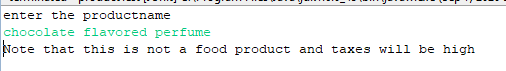 enter the productname
chocolate flavored perfume
Note that this is not a food product and taxes will be high